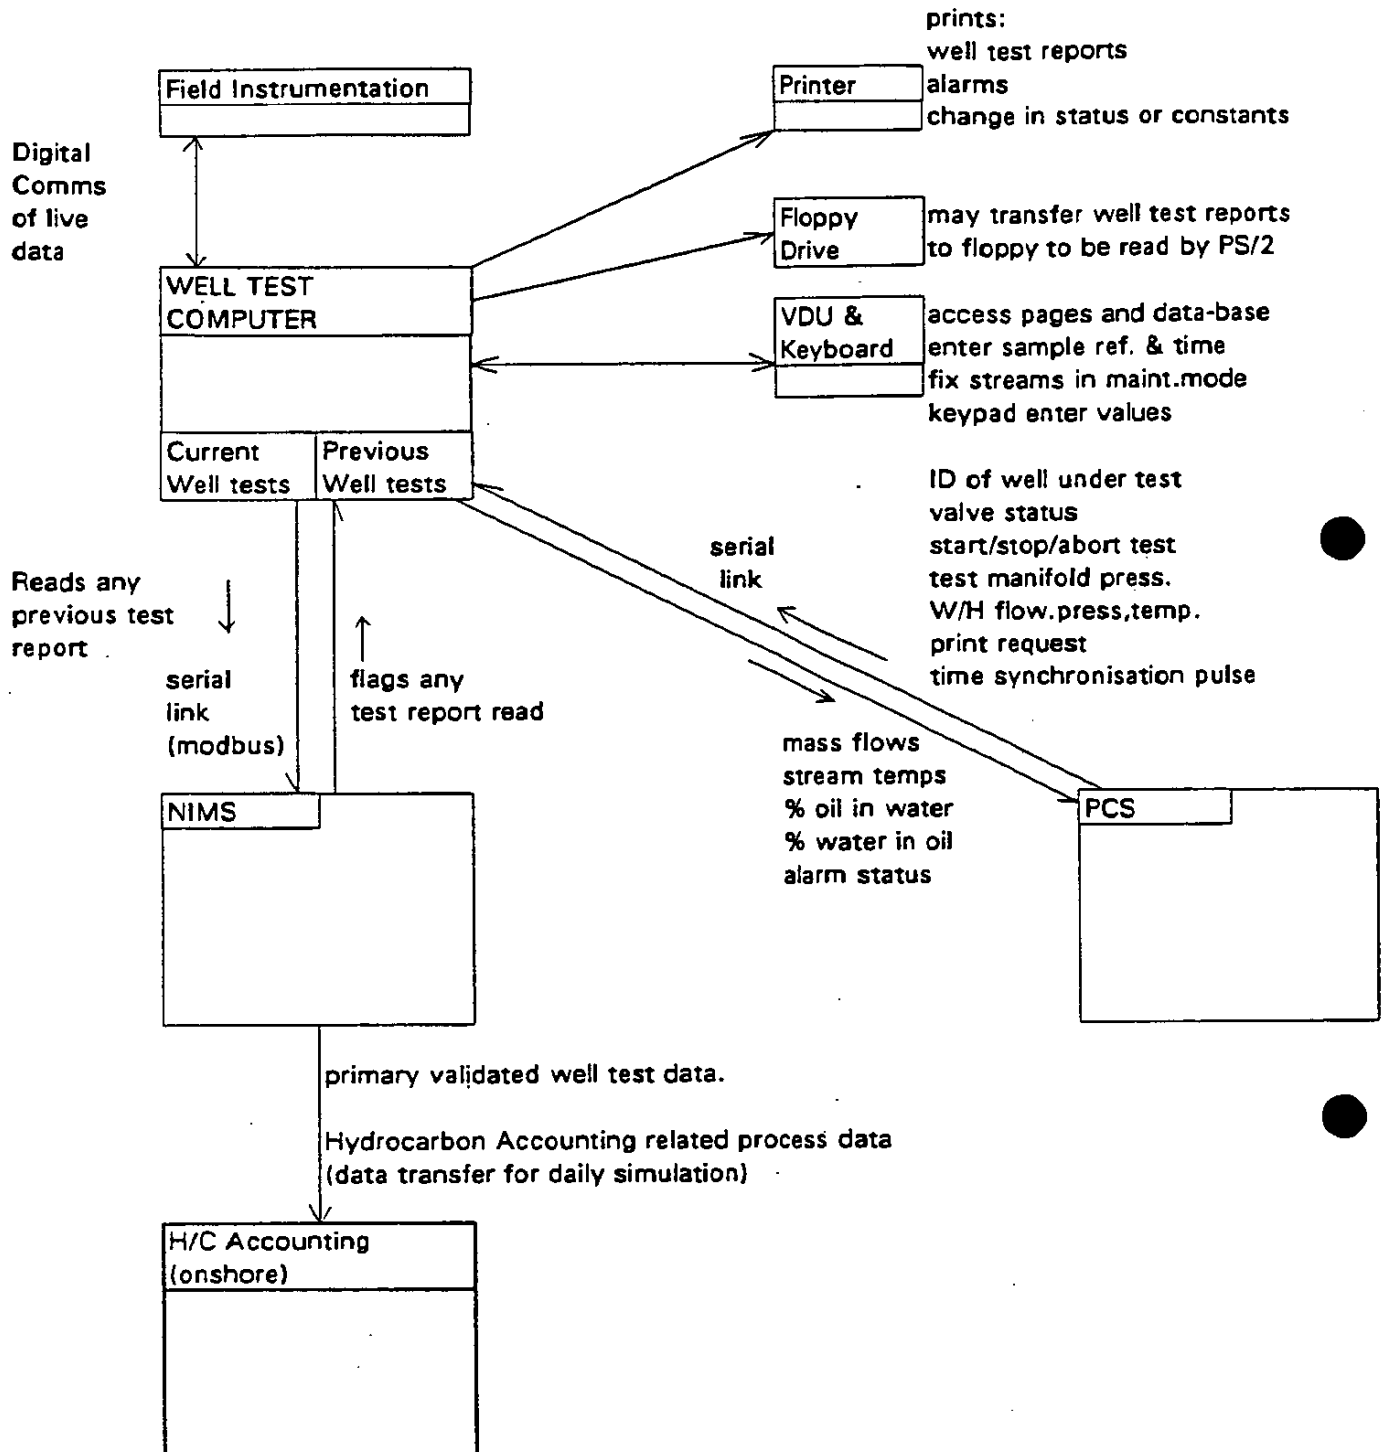 prints:
well test reports
alarms
change in status or constants
Field Instrumentation
Printer
Digital
Comms
of live
data
Floppy
Drive
may transfer well test reports
to floppy to be read by PS/2
WELL TEST
COMPUTER
VDU &
Keyboard
access pages and data-base
enter sample ref. & time
fix streams in maint.mode
keypad enter values
Current
Well tests
Previous
Well tests
ID of well under test
valve status
start/stop/abort test
test manifold press.
W/H flow.press,temp.
print request
time synchronisation pulse
serial
link
Reads any
previous test
report
serial
link
(modbus)
flags any
test report read
mass flows
stream temps
% oil in water
% water in oil
alarm status
NIMS
PCS
primary validated well test data.
Hydrocarbon Accounting related process data
(data transfer for daily simulation)
H/C Accounting
(onshore)